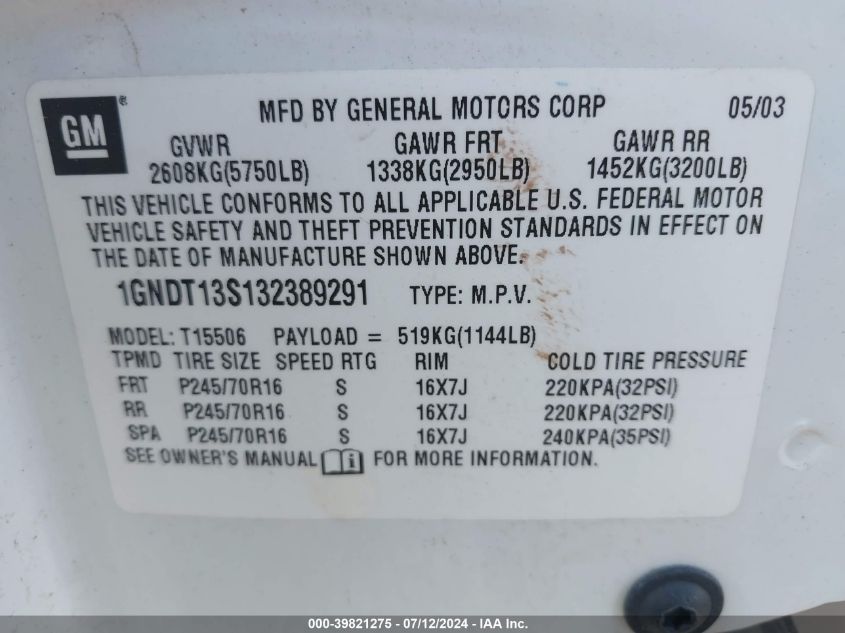 GM ® MFD BY GENERAL MOTORS CORP 05/03
GVWR GAWR FRT GAWR RR
2608KG(5750LB) 1338KG(2950LB) 1452KG(3200LB)
THIS VEHICLE CONFORMS TO ALL APPLICABLE U.S. FEDERAL MOTOR
VEHICLE SAFETY AND THEFT PREVENTION STANDARDS IN EFFECT ON
THE DATE OF MANUFACTURE SHOWN ABOVE.
1GNDT13S132389291 TYPE: M.P.V.
MODEL: T15506 PAYLOAD = 519KG(1144LB)
TPMD TIRE SIZE SPEED RTG RIM COLD TIRE PRESSURE
FRT P245/70R16 S 16X7J 220KPA(32PSI)
RR P245/70R16 S 16X7J 220KPA(32PSI)
SPA P245/70R16 S 16X7J 240KPA(35PSI)
SEE OWNER'S MANUAL i FOR MORE INFORMATION.
000-39821275 - 07/12/2024 - IAA Inc.